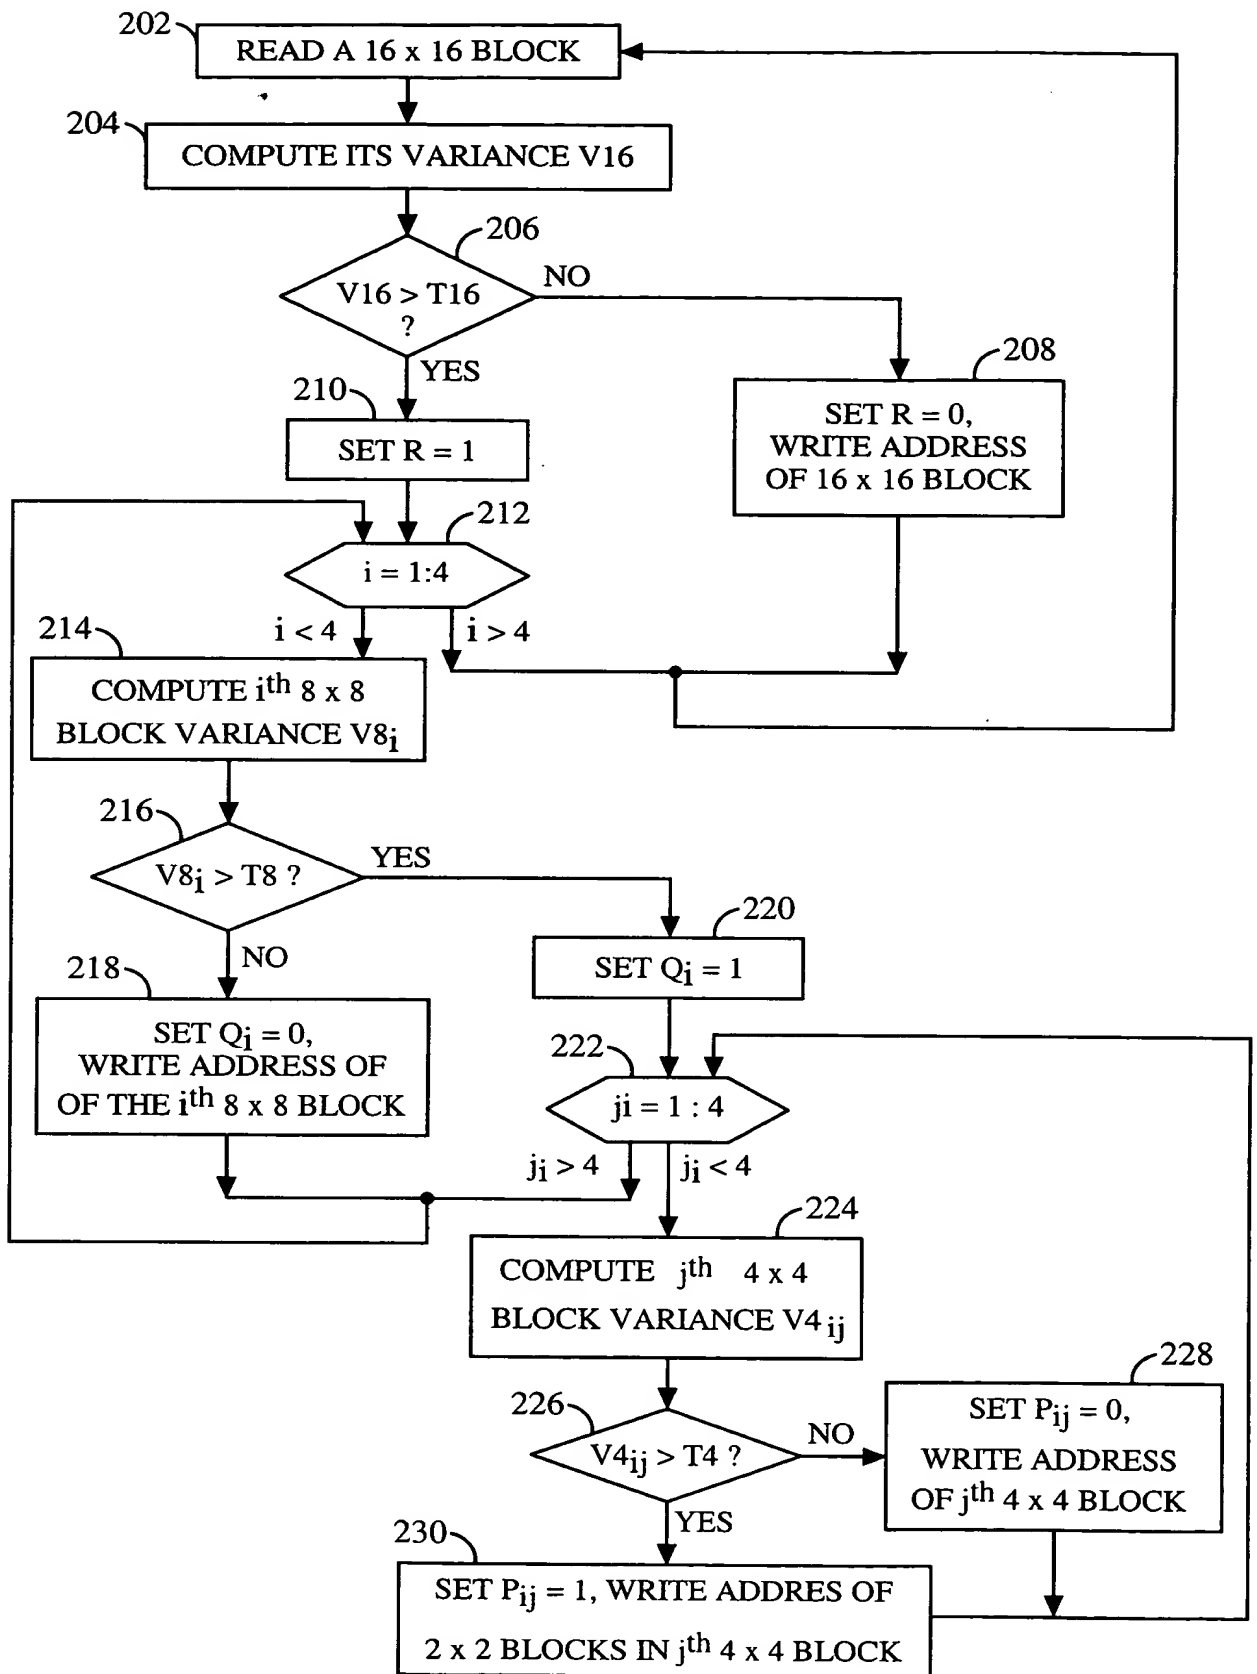 202
READ A 16 x 16 BLOCK
204
COMPUTE ITS VARIANCE V16
206
V16 > T16
?
NO
YES
208
SET R = 0,
WRITE ADDRESS
OF 16 x 16 BLOCK
210
SET R = 1
212
i = 1:4
i < 4
i > 4
214
COMPUTE ith 8 x 8
BLOCK VARIANCE V8i
216
V8i > T8 ?
YES
NO
218
SET Qi = 0,
WRITE ADDRESS OF
OF THE ith 8 x 8 BLOCK
220
SET Qi = 1
222
ji = 1 : 4
ji > 4
ji < 4
224
COMPUTE jth 4 x 4
BLOCK VARIANCE V4ij
226
V4ij > T4 ?
NO
YES
228
SET Pij = 0,
WRITE ADDRESS
OF jth 4 x 4 BLOCK
230
SET Pij = 1, WRITE ADDRES OF
2 x 2 BLOCKS IN jth 4 x 4 BLOCK